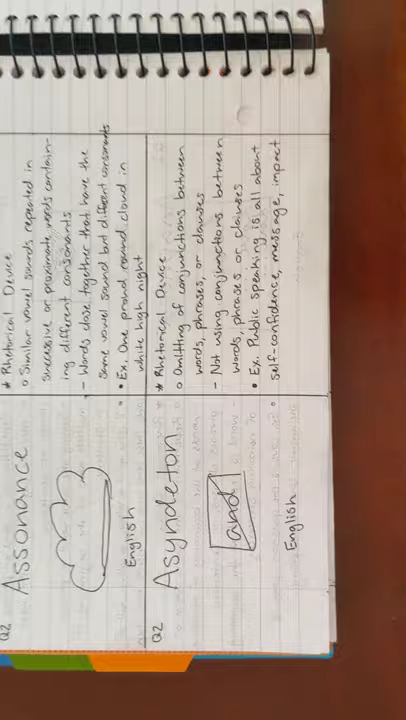 Q2
Assonance
English
★ Rhetorical Device
o Similar vowel sounds repeated in
successive or proximate words contain-
ing different consonants
- Words close together that have the
same vowel sound but different consonants
• Ex. One proud round cloud in
white high night
Q2
Asyndeton
and
English
★ Rhetorical Device
o Omitting of conjunctions between
words, phrases, or clauses
- Not using conjunctions between
words, phrases or clauses
• Ex. Public speaking is all about
self-confidence, message, impact